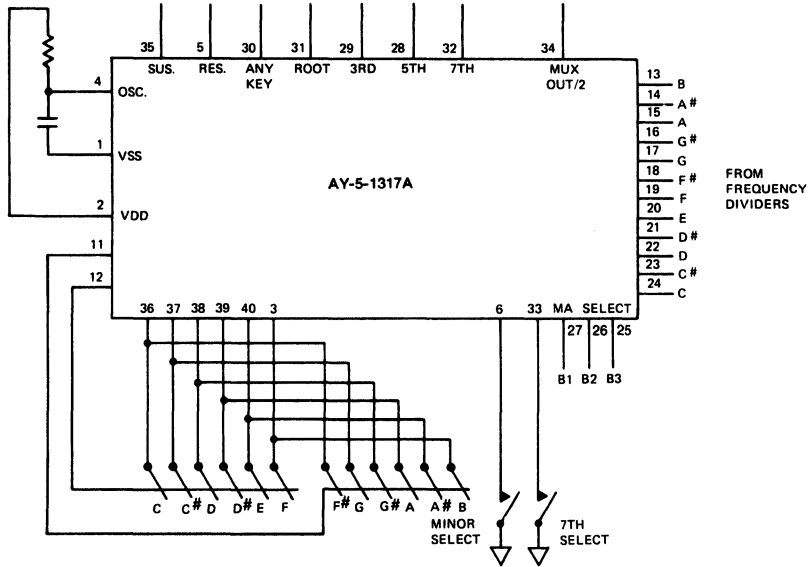 35 5 30 31 29 28 32 34
SUS. RES. ANY KEY ROOT 3RD 5TH 7TH MUX OUT/2
4 OSC.
1 VSS
2 VDD
11
12
AY-5-1317A
13 B
14 A#
15 A
16 G#
17 G
18 F#
19 F
20 E
21 D#
22 D
23 C#
24 C
FROM
FREQUENCY
DIVIDERS
36 37 38 39 40 3 6 33 MA SELECT
27 26 25
B1 B2 B3
C C# D D# E F F# G G# A A# B
MINOR
SELECT
7TH
SELECT